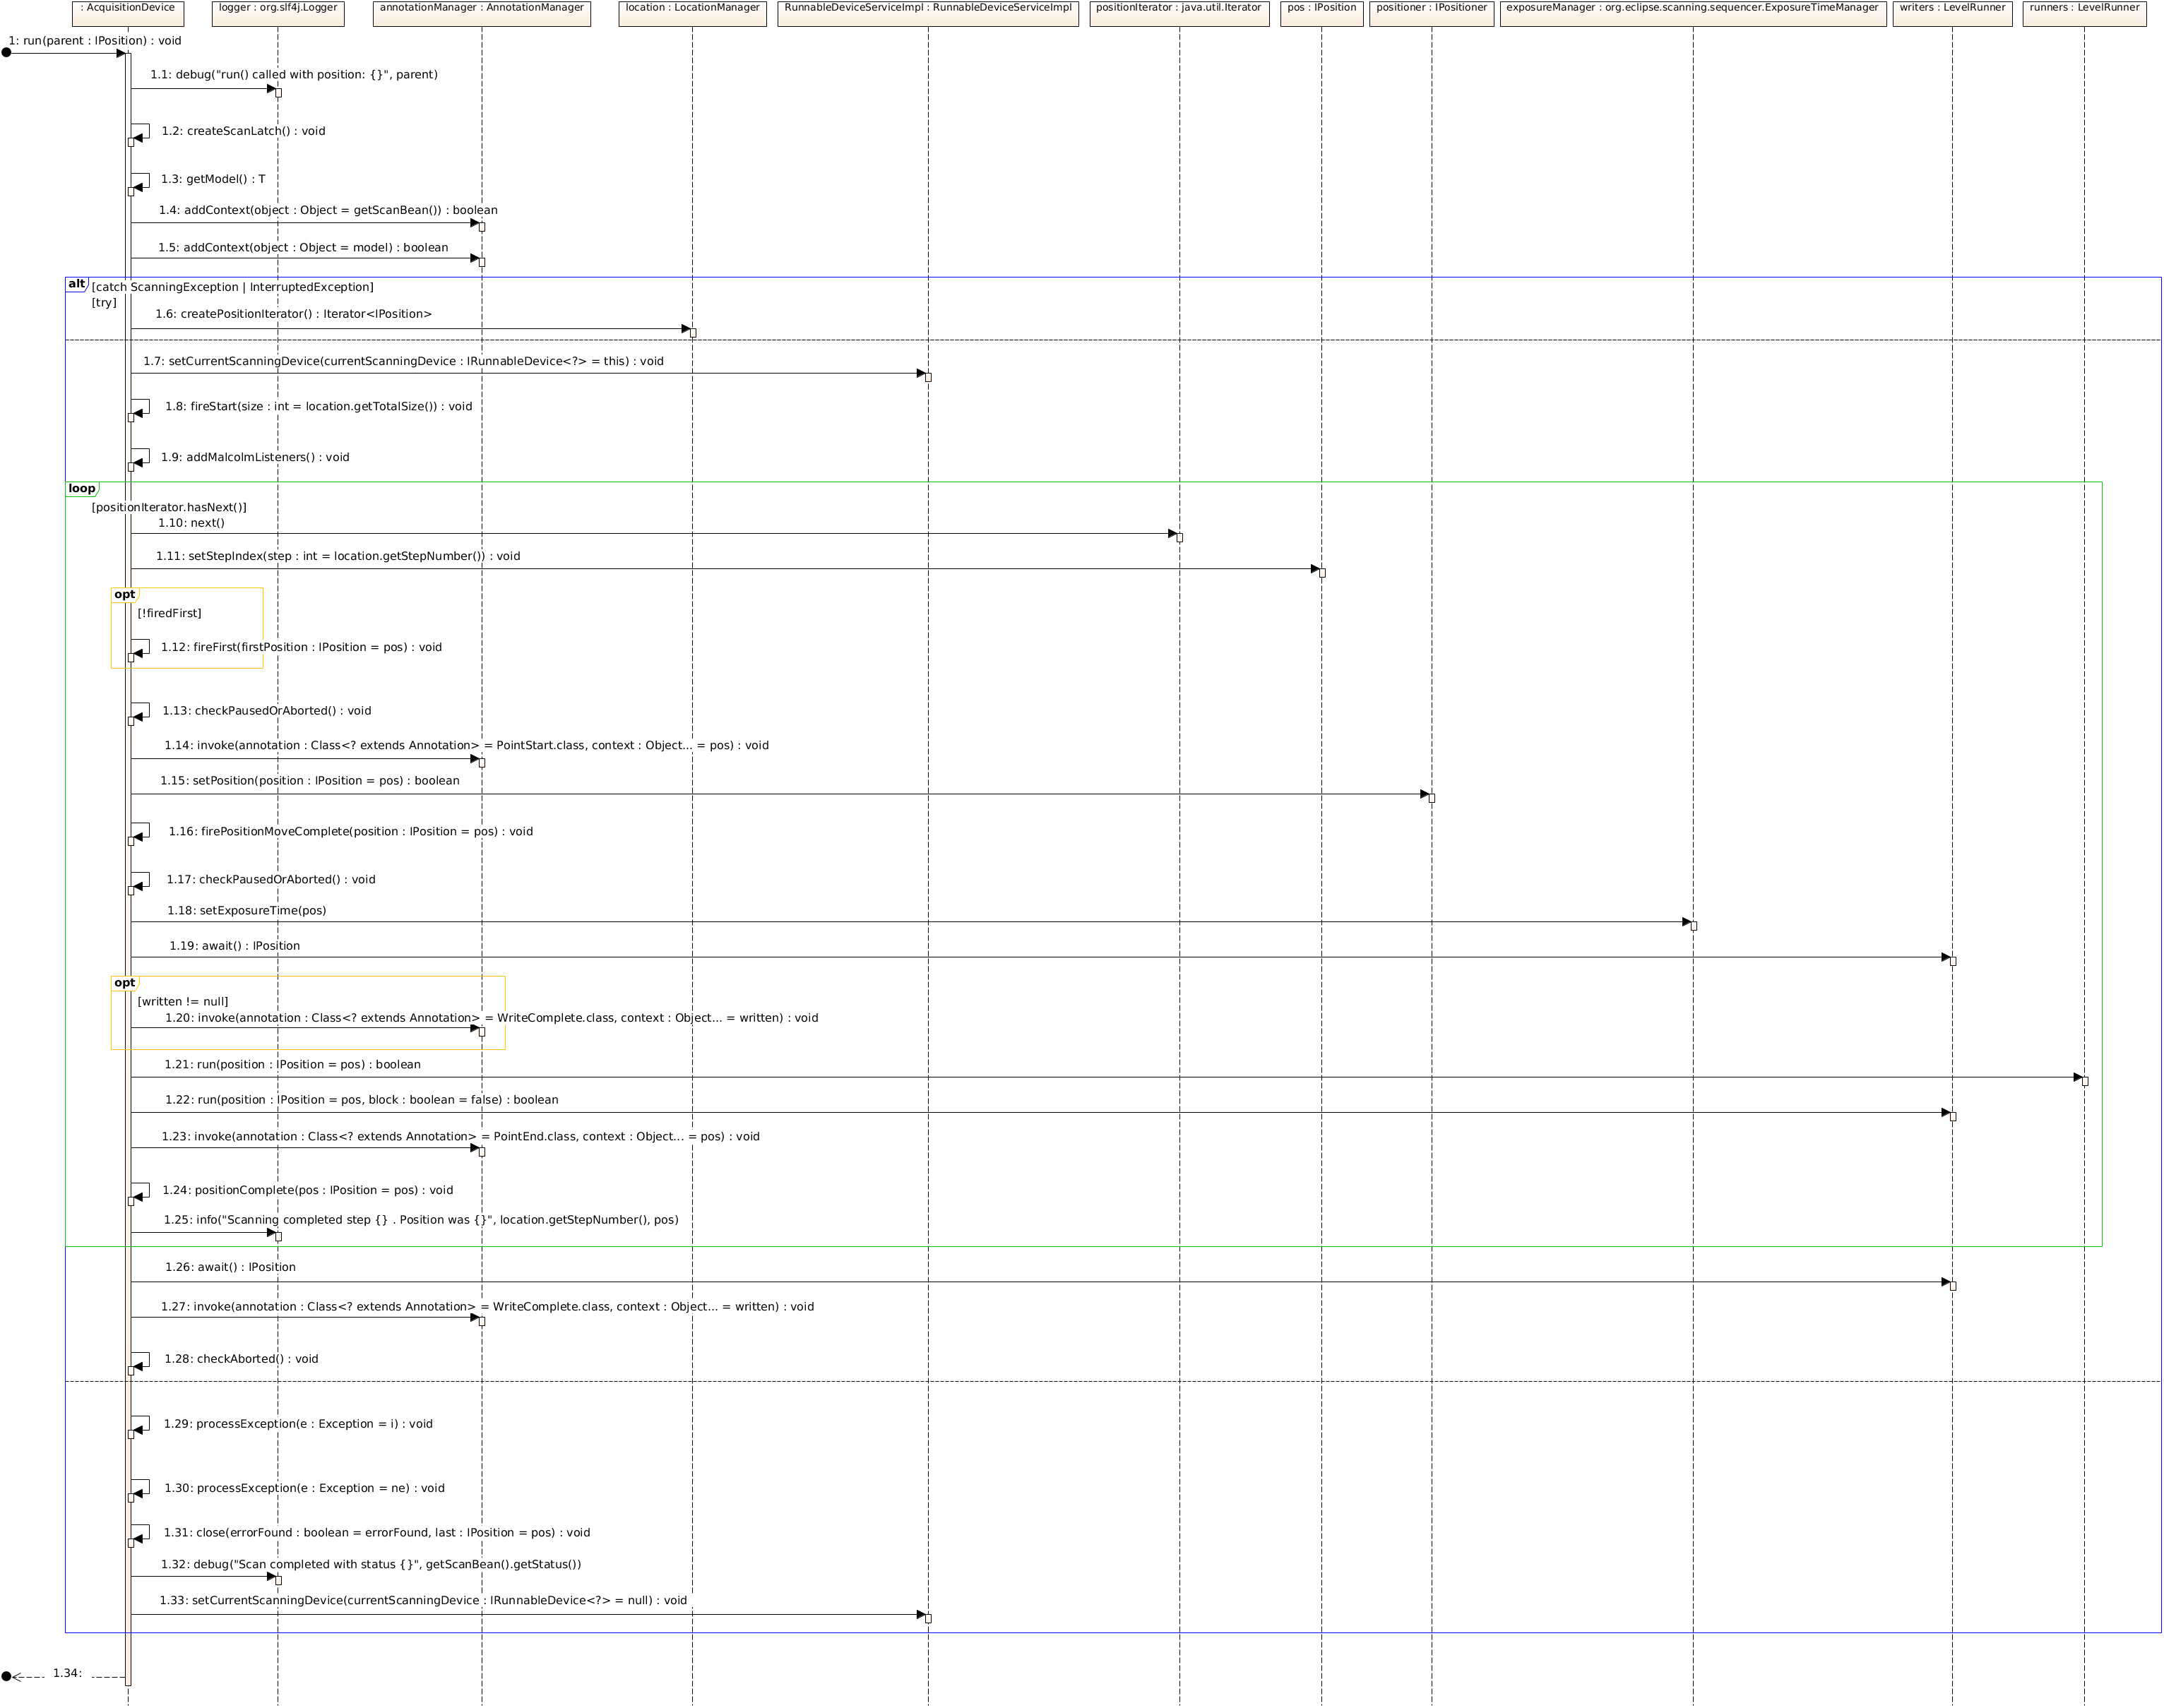 : AcquisitionDevice
logger : org.slf4j.Logger
annotationManager : AnnotationManager
location : LocationManager
RunnableDeviceServiceImpl : RunnableDeviceServiceImpl
positionIterator : java.util.Iterator
pos : IPosition
positioner : IPositioner
exposureManager : org.eclipse.scanning.sequencer.ExposureTimeManager
writers : LevelRunner
runners : LevelRunner
1: run(parent : IPosition) : void
1.1: debug("run() called with position: {}", parent)
1.2: createScanLatch() : void
1.3: getModel() : T
1.4: addContext(object : Object = getScanBean()) : boolean
1.5: addContext(object : Object = model) : boolean
alt
[catch ScanningException | InterruptedException]
[try]
1.6: createPositionIterator() : Iterator<IPosition>
1.7: setCurrentScanningDevice(currentScanningDevice : IRunnableDevice<?> = this) : void
1.8: fireStart(size : int = location.getTotalSize()) : void
1.9: addMalcolmListeners() : void
loop
[positionIterator.hasNext()]
1.10: next()
1.11: setStepIndex(step : int = location.getStepNumber()) : void
opt
[!firedFirst]
1.12: fireFirst(firstPosition : IPosition = pos) : void
1.13: checkPausedOrAborted() : void
1.14: invoke(annotation : Class<? extends Annotation> = PointStart.class, context : Object... = pos) : void
1.15: setPosition(position : IPosition = pos) : boolean
1.16: firePositionMoveComplete(position : IPosition = pos) : void
1.17: checkPausedOrAborted() : void
1.18: setExposureTime(pos)
1.19: await() : IPosition
opt
[written != null]
1.20: invoke(annotation : Class<? extends Annotation> = WriteComplete.class, context : Object... = written) : void
1.21: run(position : IPosition = pos) : boolean
1.22: run(position : IPosition = pos, block : boolean = false) : boolean
1.23: invoke(annotation : Class<? extends Annotation> = PointEnd.class, context : Object... = pos) : void
1.24: positionComplete(pos : IPosition = pos) : void
1.25: info("Scanning completed step {} . Position was {}", location.getStepNumber(), pos)
1.26: await() : IPosition
1.27: invoke(annotation : Class<? extends Annotation> = WriteComplete.class, context : Object... = written) : void
1.28: checkAborted() : void
1.29: processException(e : Exception = i) : void
1.30: processException(e : Exception = ne) : void
1.31: close(errorFound : boolean = errorFound, last : IPosition = pos) : void
1.32: debug("Scan completed with status {}", getScanBean().getStatus())
1.33: setCurrentScanningDevice(currentScanningDevice : IRunnableDevice<?> = null) : void
1.34: